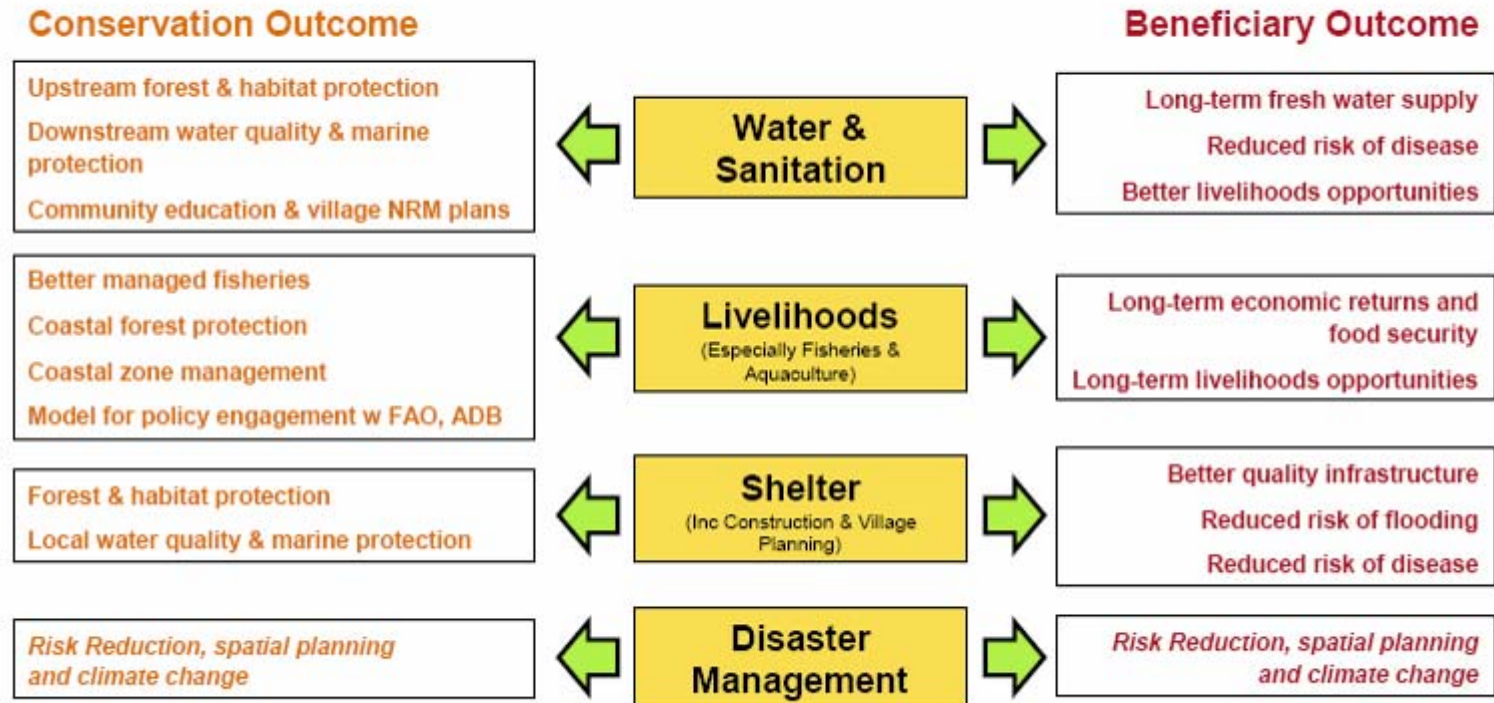 Conservation Outcome
Beneficiary Outcome
Upstream forest & habitat protection
Downstream water quality & marine
protection
Community education & village NRM plans
Water &
Sanitation
Long-term fresh water supply
Reduced risk of disease
Better livelihoods opportunities
Better managed fisheries
Coastal forest protection
Coastal zone management
Model for policy engagement w FAO, ADB
Livelihoods
(Especially Fisheries &
Aquaculture)
Long-term economic returns and
food security
Long-term livelihoods opportunities
Forest & habitat protection
Local water quality & marine protection
Shelter
(Inc Construction & Village
Planning)
Better quality infrastructure
Reduced risk of flooding
Reduced risk of disease
Risk Reduction, spatial planning
and climate change
Disaster
Management
Risk Reduction, spatial planning
and climate change